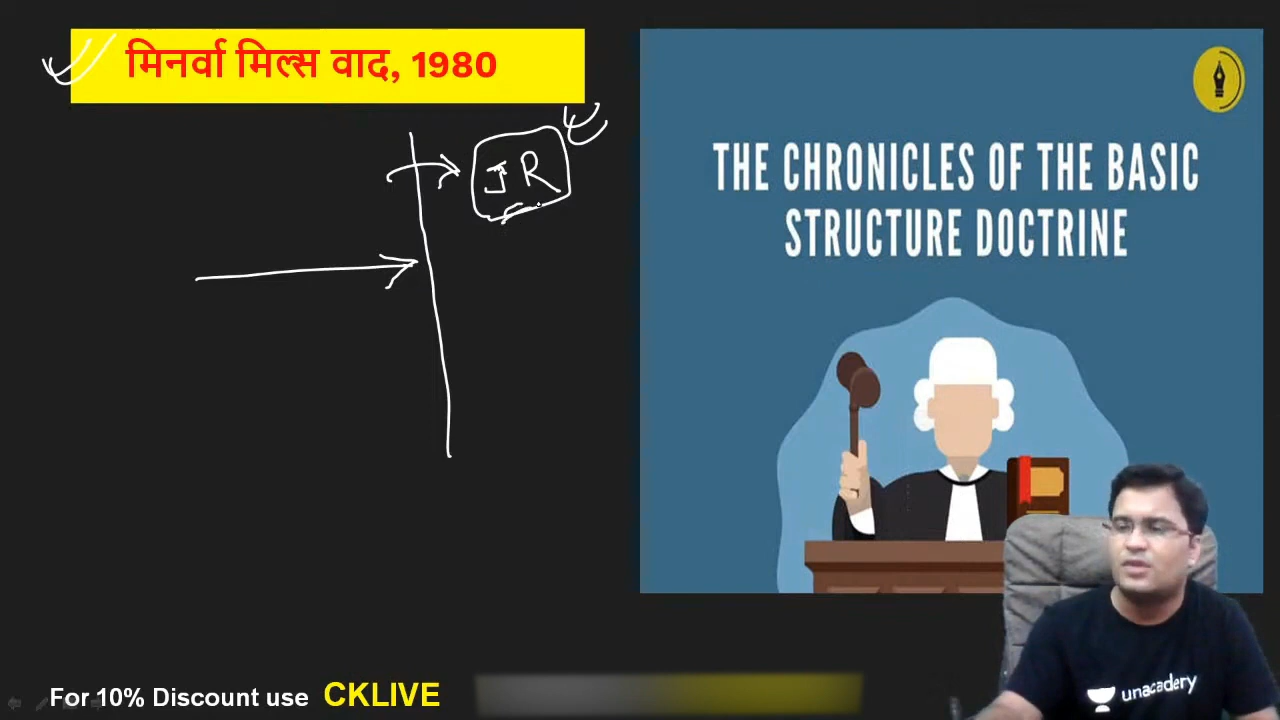 मिनर्वा मिल्स वाद, 1980
JR
THE CHRONICLES OF THE BASIC
STRUCTURE DOCTRINE
unacademy
For 10% Discount use CKLIVE